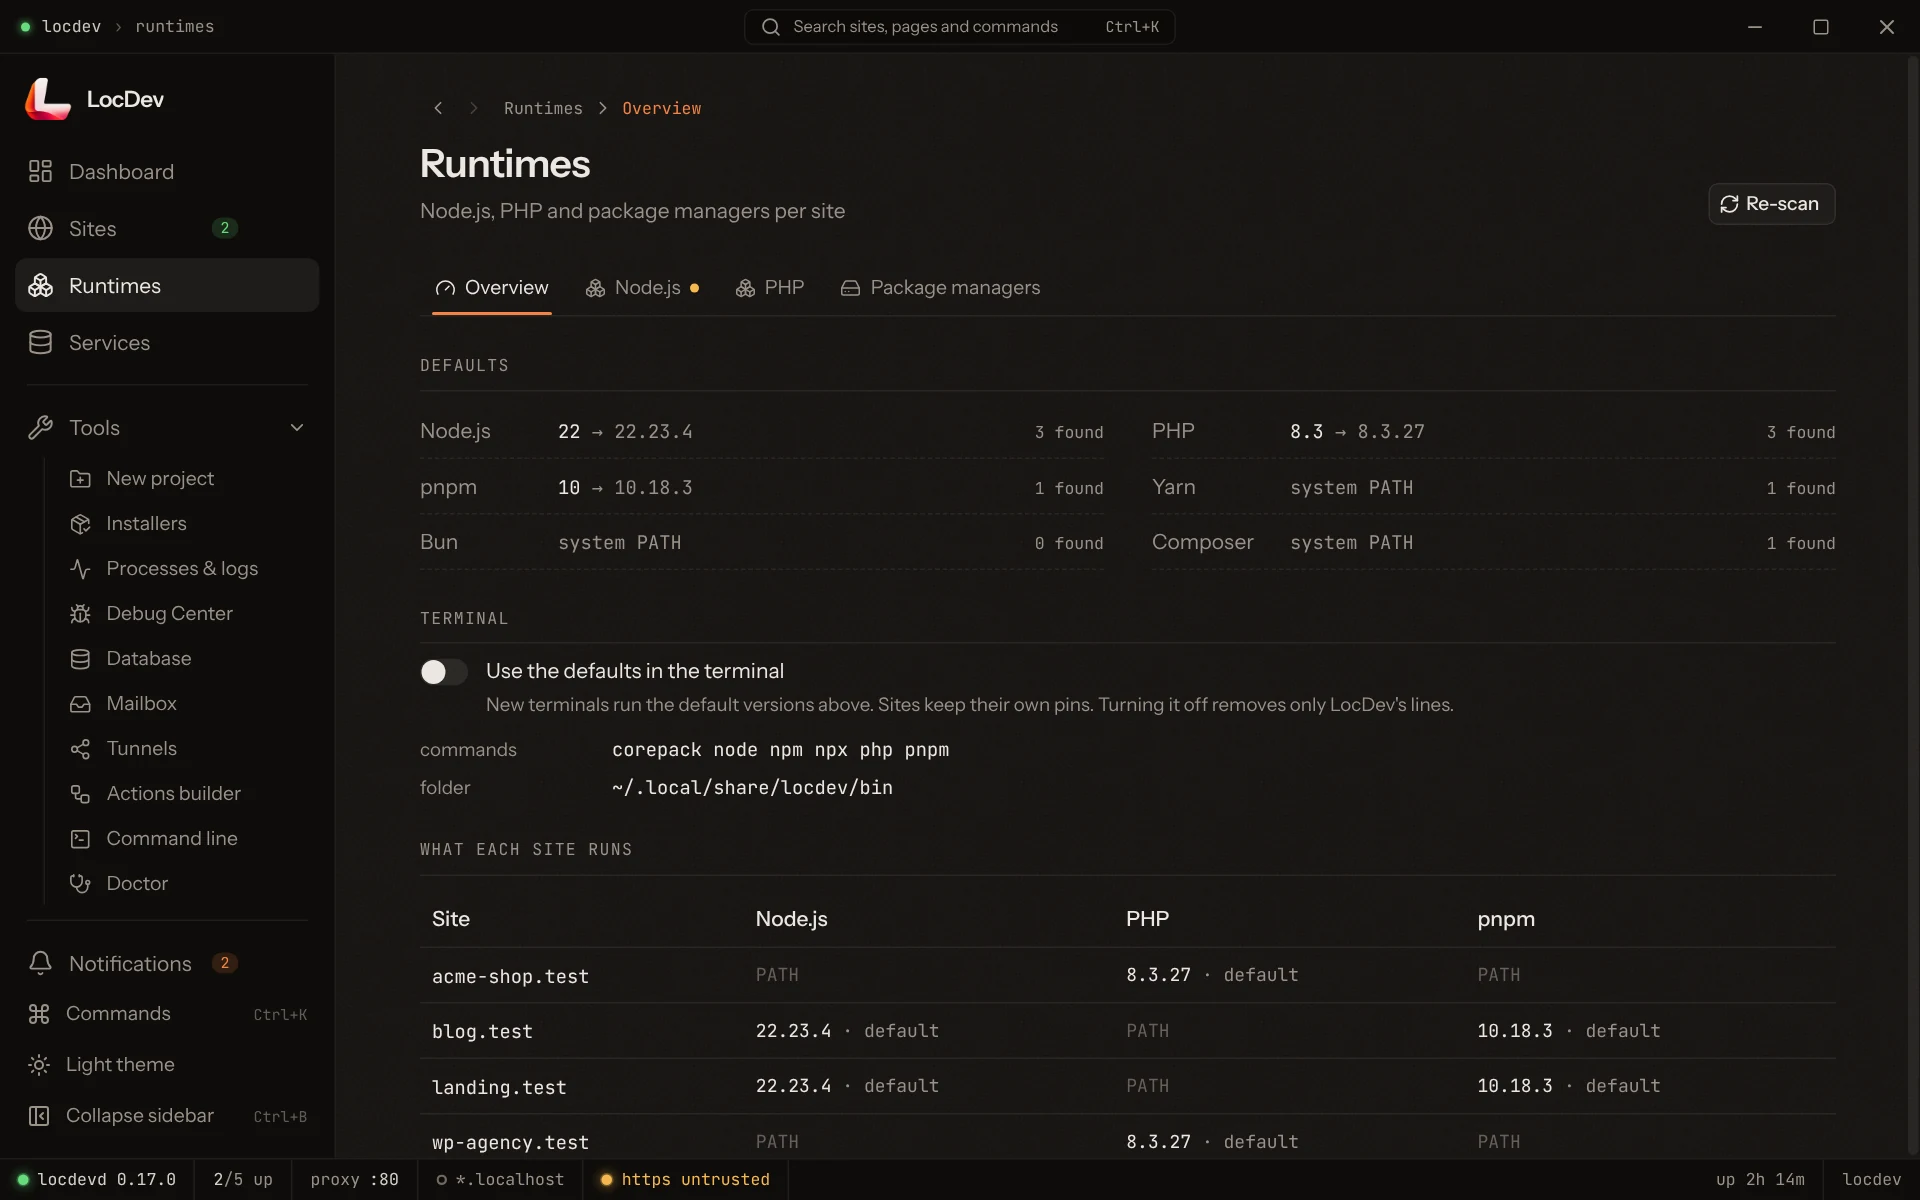 locdev › runtimes
Search sites, pages and commands Ctrl+K
LocDev
Dashboard
Sites 2
Runtimes
Services
Tools
New project
Installers
Processes & logs
Debug Center
Database
Mailbox
Tunnels
Actions builder
Command line
Doctor
Notifications 2
Commands Ctrl+K
Light theme
Collapse sidebar Ctrl+B
Runtimes > Overview
Runtimes
Node.js, PHP and package managers per site
Re-scan
Overview Node.js PHP Package managers
DEFAULTS
Node.js 22 → 22.23.4 3 found PHP 8.3 → 8.3.27 3 found
pnpm 10 → 10.18.3 1 found Yarn system PATH 1 found
Bun system PATH 0 found Composer system PATH 1 found
TERMINAL
Use the defaults in the terminal
New terminals run the default versions above. Sites keep their own pins. Turning it off removes only LocDev's lines.
commands corepack node npm npx php pnpm
folder ~/.local/share/locdev/bin
WHAT EACH SITE RUNS
Site Node.js PHP pnpm
acme-shop.test PATH 8.3.27 · default PATH
blog.test 22.23.4 · default PATH 10.18.3 · default
landing.test 22.23.4 · default PATH 10.18.3 · default
wp-agency.test PATH 8.3.27 · default PATH
locdevd 0.17.0 2/5 up proxy :80 *.localhost https untrusted up 2h 14m locdev